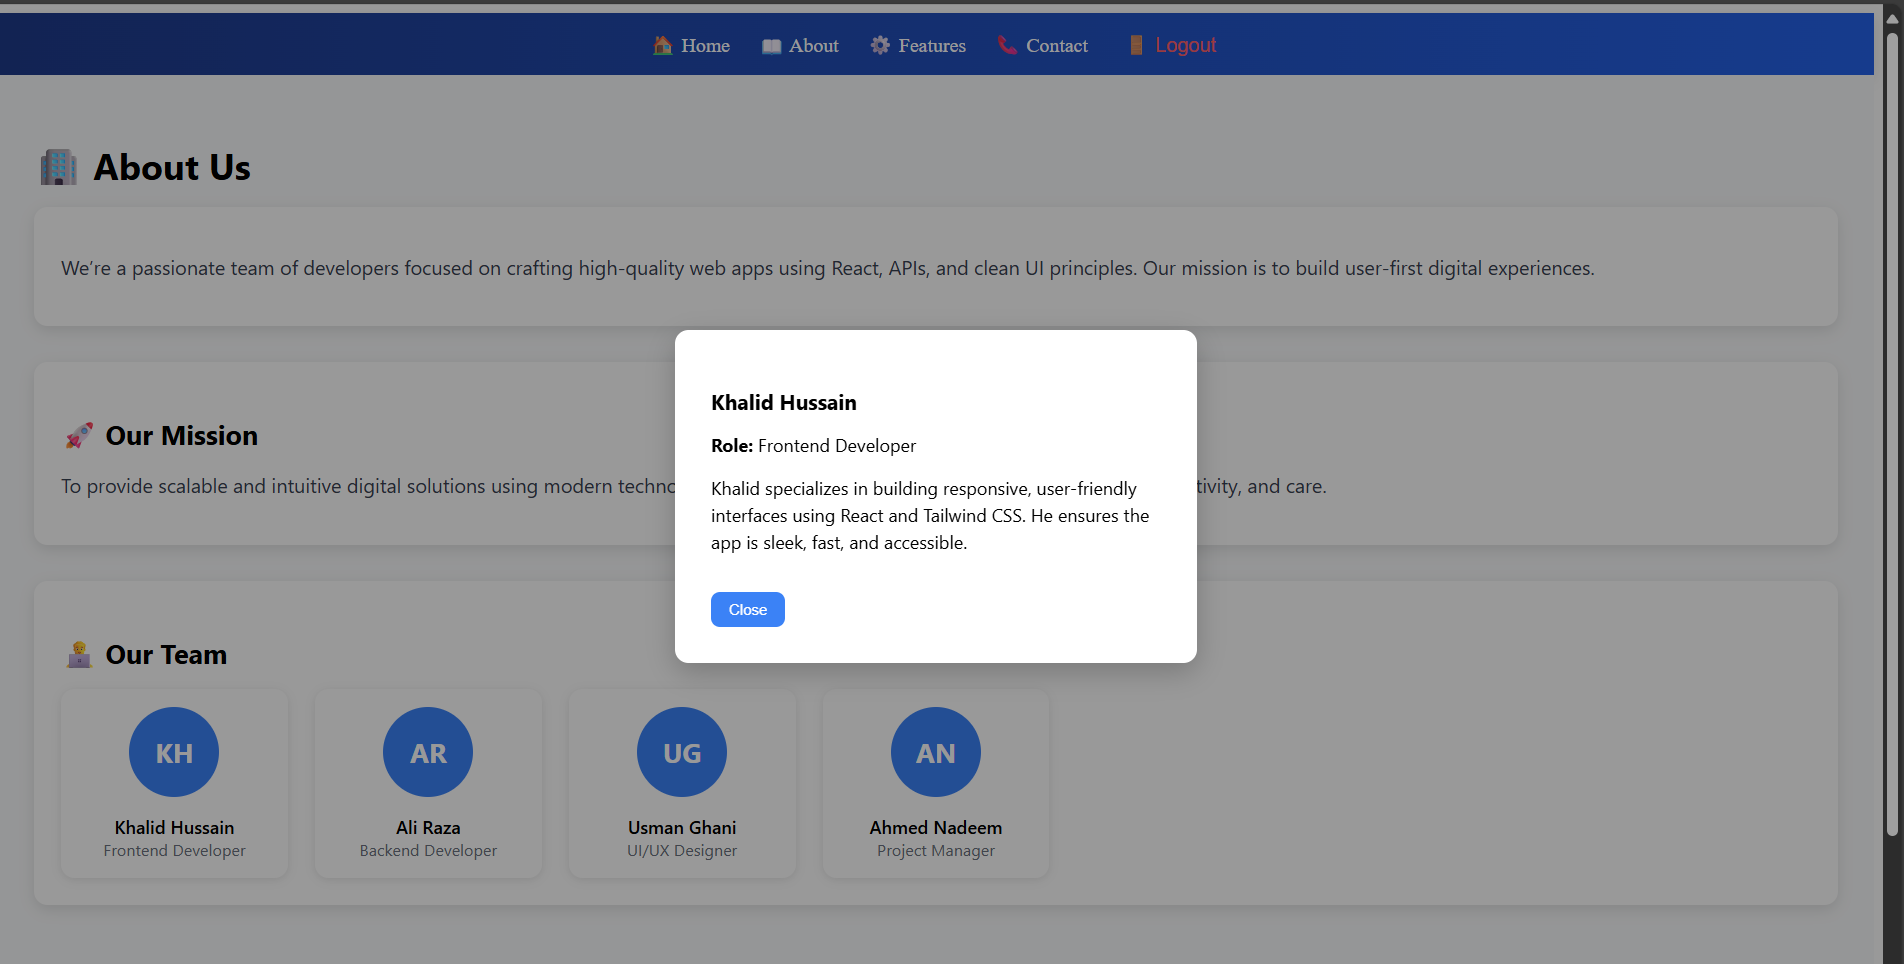 Home About Features Contact Logout
About Us
We’re a passionate team of developers focused on crafting high-quality web apps using React, APIs, and clean UI principles. Our mission is to build user-first digital experiences.
Our Mission
To provide scalable and intuitive digital solutions using modern techno
tivity, and care.
Khalid Hussain
Role: Frontend Developer
Khalid specializes in building responsive, user-friendly
interfaces using React and Tailwind CSS. He ensures the
app is sleek, fast, and accessible.
Close
Our Team
KH AR UG AN
Khalid Hussain Ali Raza Usman Ghani Ahmed Nadeem
Frontend Developer Backend Developer UI/UX Designer Project Manager